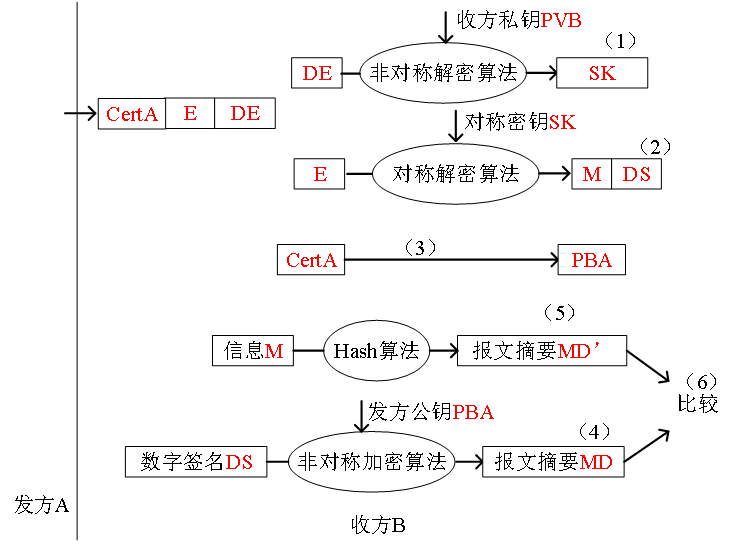 收方私钥PVB
（1）
DE
非对称解密算法
SK
CertA E DE
对称密钥SK
（2）
E
对称解密算法
M DS
（3）
CertA
PBA
（5）
信息M
Hash算法
报文摘要MD’
（6）
比较
发方公钥PBA
（4）
数字签名DS
非对称加密算法
报文摘要MD
发方A
收方B